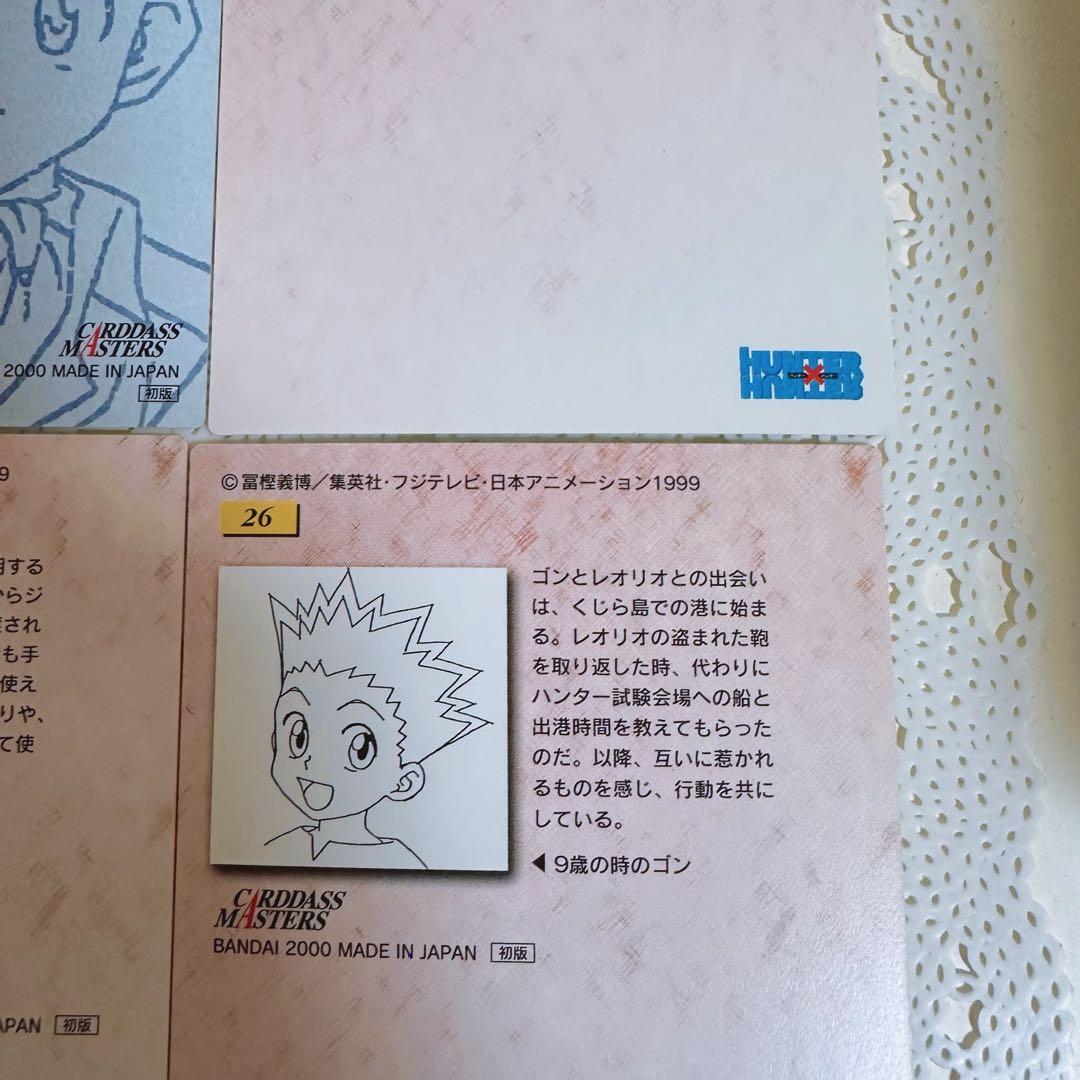 CARDDASS
MASTERS
2000 MADE IN JAPAN
初版
HUNTER
×
HUNTER
9
©冨樫義博／集英社・フジテレビ・日本アニメーション1999
26
ゴンとレオリオとの出会い
は、くじら島での港に始ま
る。レオリオの盗まれた鞄
を取り返した時、代わりに
ハンター試験会場への船と
出港時間を教えてもらった
のだ。以降、互いに惹かれ
るものを感じ、行動を共に
している。
◀9歳の時のゴン
CARDDASS
MASTERS
BANDAI 2000 MADE IN JAPAN 初版
する
らジ
され
も手
使え
りや、
て使
APAN 初版